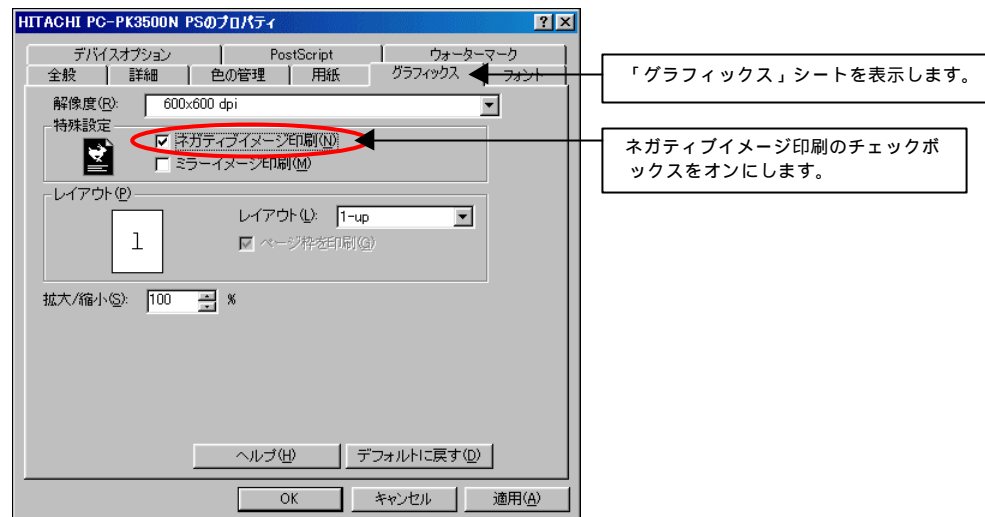 HITACHI PC-PK3500N PSのプロパティ
デバイスオプション PostScript ウォーターマーク
全般 詳細 色の管理 用紙 グラフィックス フォント
解像度(R): 600x600 dpi
特殊設定
ネガティブイメージ印刷(N)
ミラーイメージ印刷(M)
レイアウト(P)
1
レイアウト(L): 1-up
ページ枠を印刷(G)
拡大/縮小(S): 100 %
ヘルプ(H) デフォルトに戻す(D)
OK キャンセル 適用(A)
「グラフィックス」シートを表示します。
ネガティブイメージ印刷のチェックボ
ックスをオンにします。